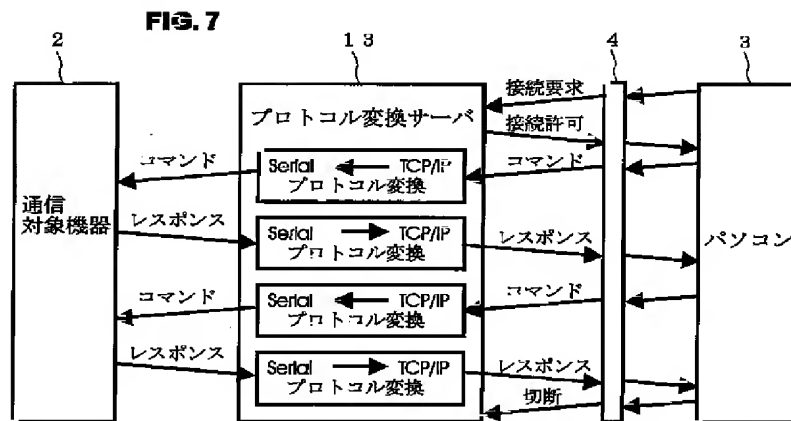 FIG. 7
2
13
4
3
接続要求
プロトコル変換サーバ
接続許可
コマンド
Serial ← TCP/IP
プロトコル変換
コマンド
通信
対象機器
レスポンス
Serial → TCP/IP
プロトコル変換
レスポンス
パソコン
コマンド
Serial ← TCP/IP
プロトコル変換
コマンド
レスポンス
Serial → TCP/IP
プロトコル変換
レスポンス
切断